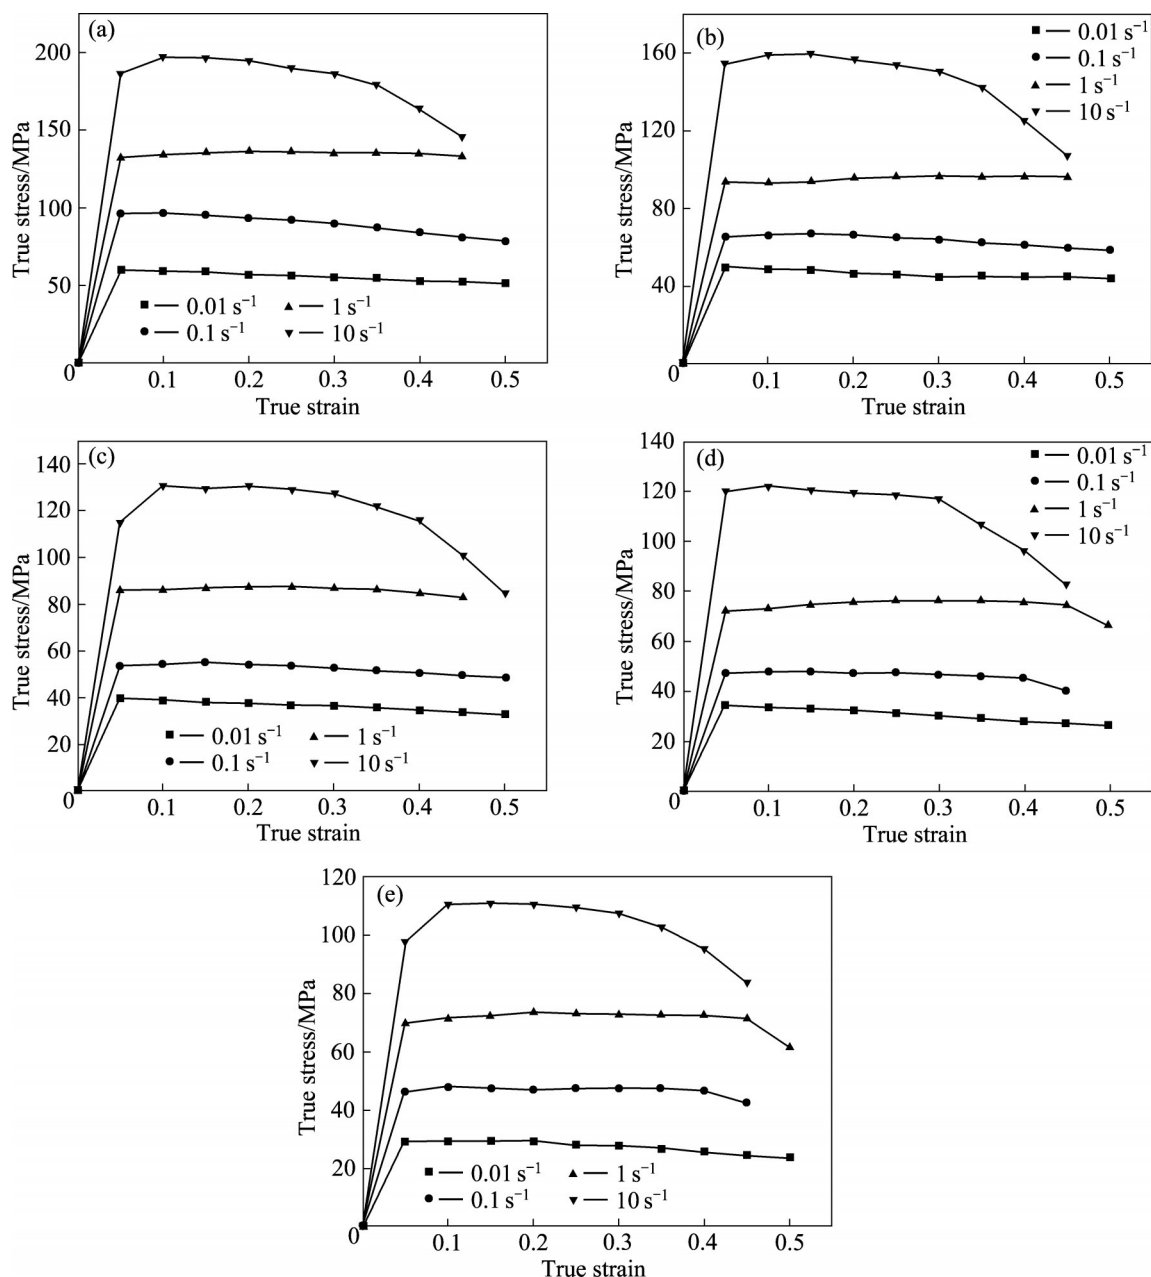 (a)
200
150
100
50
0
True stress/MPa
0.01 s⁻¹
1 s⁻¹
0.1 s⁻¹
10 s⁻¹
0.1 0.2 0.3 0.4 0.5
True strain
(b)
160
120
80
40
0
True stress/MPa
0.01 s⁻¹
0.1 s⁻¹
1 s⁻¹
10 s⁻¹
0.1 0.2 0.3 0.4 0.5
True strain
(c)
140
120
100
80
60
40
20
0
True stress/MPa
0.01 s⁻¹
1 s⁻¹
0.1 s⁻¹
10 s⁻¹
0.1 0.2 0.3 0.4 0.5
True strain
(d)
140
120
100
80
60
40
20
0
True stress/MPa
0.01 s⁻¹
0.1 s⁻¹
1 s⁻¹
10 s⁻¹
0.1 0.2 0.3 0.4 0.5
True strain
(e)
120
100
80
60
40
20
0
True stress/MPa
0.01 s⁻¹
1 s⁻¹
0.1 s⁻¹
10 s⁻¹
0.1 0.2 0.3 0.4 0.5
True strain